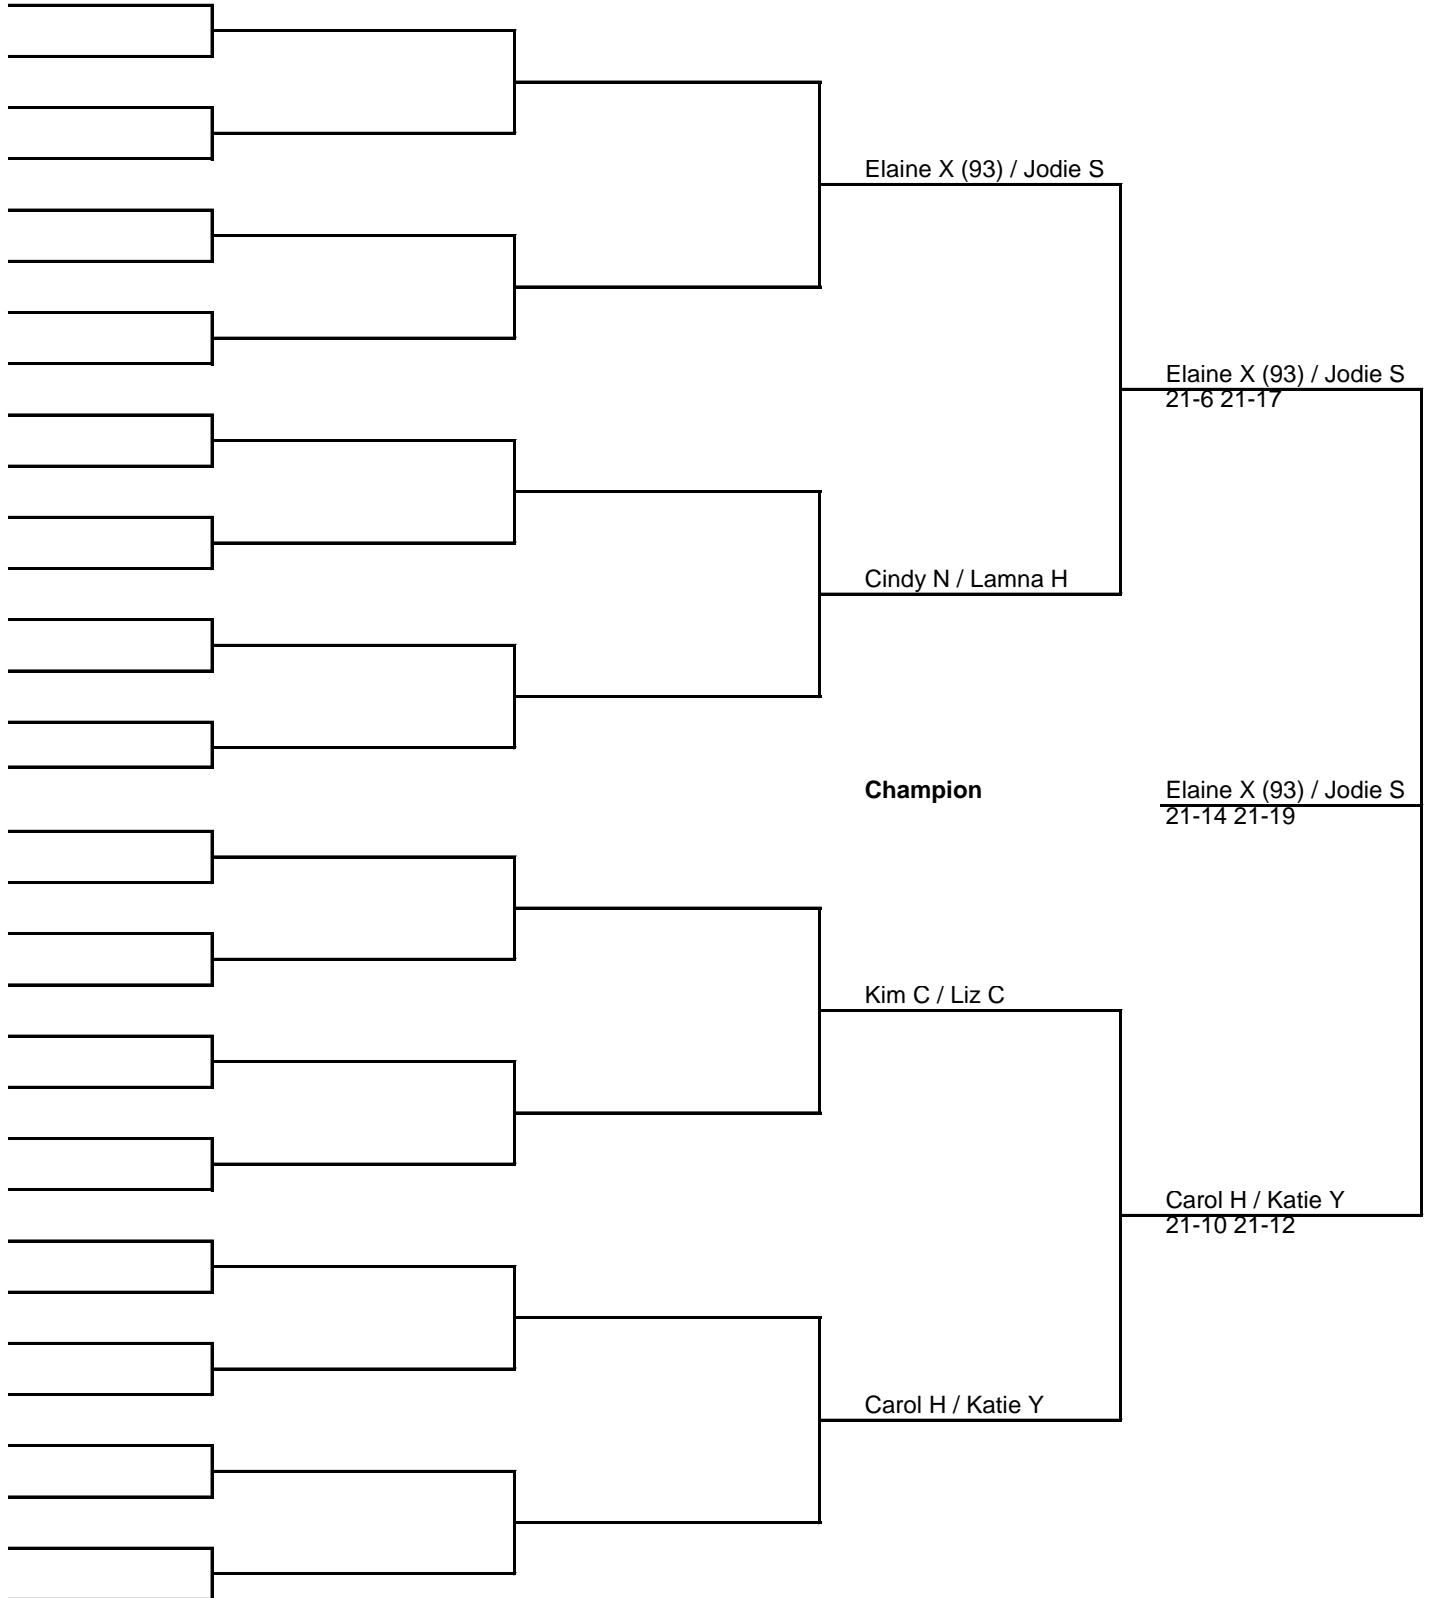 Elaine X (93) / Jodie S
Elaine X (93) / Jodie S
21-6 21-17
Cindy N / Lamna H
Champion
Elaine X (93) / Jodie S
21-14 21-19
Kim C / Liz C
Carol H / Katie Y
21-10 21-12
Carol H / Katie Y